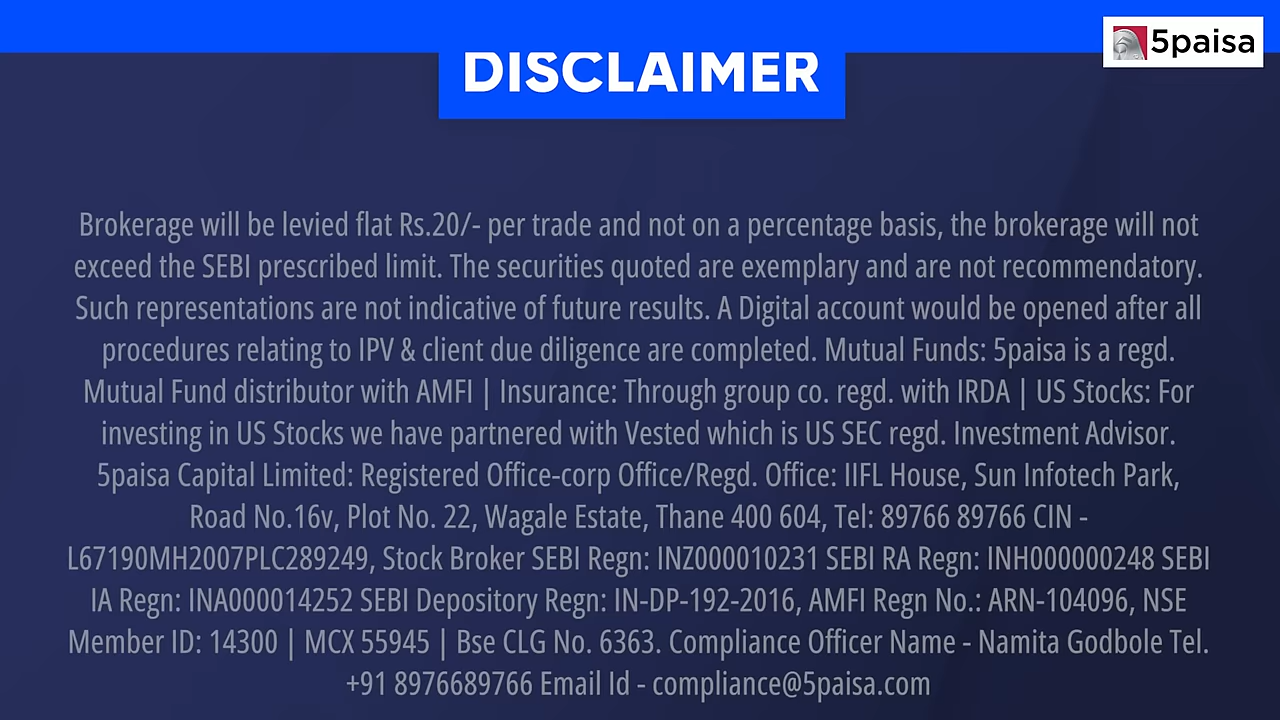 5paisa
DISCLAIMER
Brokerage will be levied flat Rs.20/- per trade and not on a percentage basis, the brokerage will not
exceed the SEBI prescribed limit. The securities quoted are exemplary and are not recommendatory.
Such representations are not indicative of future results. A Digital account would be opened after all
procedures relating to IPV & client due diligence are completed. Mutual Funds: 5paisa is a regd.
Mutual Fund distributor with AMFI | Insurance: Through group co. regd. with IRDA | US Stocks: For
investing in US Stocks we have partnered with Vested which is US SEC regd. Investment Advisor.
5paisa Capital Limited: Registered Office-corp Office/Regd. Office: IIFL House, Sun Infotech Park,
Road No.16v, Plot No. 22, Wagale Estate, Thane 400 604, Tel: 89766 89766 CIN -
L67190MH2007PLC289249, Stock Broker SEBI Regn: INZ000010231 SEBI RA Regn: INH000000248 SEBI
IA Regn: INA000014252 SEBI Depository Regn: IN-DP-192-2016, AMFI Regn No.: ARN-104096, NSE
Member ID: 14300 | MCX 55945 | Bse CLG No. 6363. Compliance Officer Name - Namita Godbole Tel.
+91 8976689766 Email Id - compliance@5paisa.com